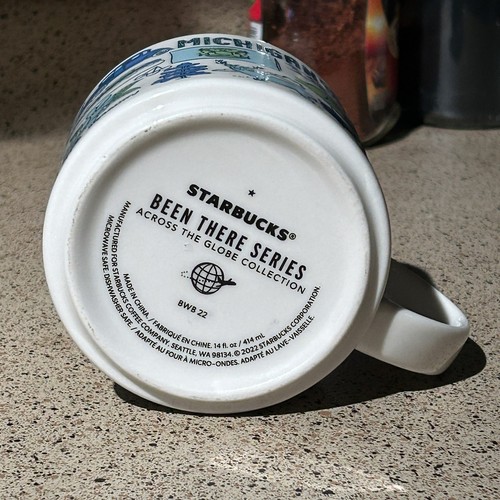 MICHIGAN
STARBUCKS®
BEEN THERE SERIES
ACROSS THE GLOBE COLLECTION
BWB 22
MADE IN CHINA. / FABRIQUÉ EN CHINE. 14 fl. oz / 414 mL
MANUFACTURED FOR STARBUCKS COFFEE COMPANY, SEATTLE, WA 98134. © 2022 STARBUCKS CORPORATION.
MICROWAVE SAFE. DISHWASHER SAFE. / ADAPTÉ AU FOUR À MICRO-ONDES. ADAPTÉ AU LAVE-VAISSELLE.